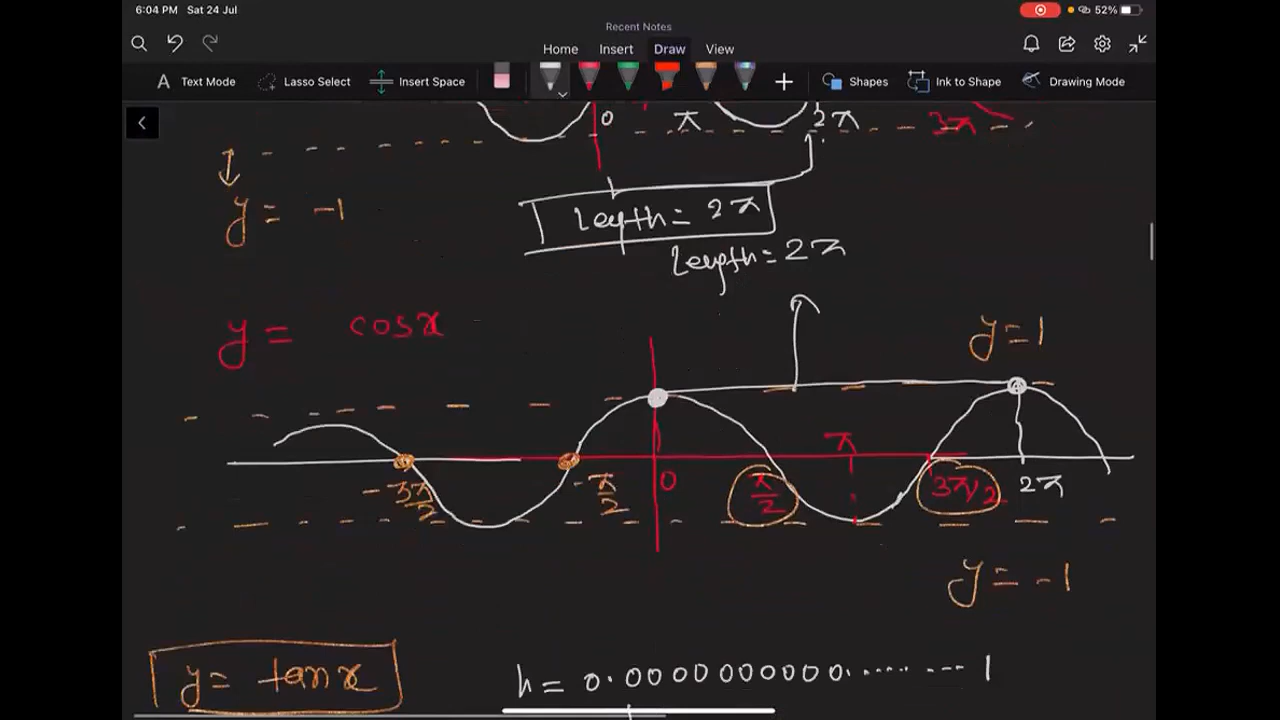 6:04 PM Sat 24 Jul
52%
Recent Notes
Home Insert Draw View
Text Mode Lasso Select Insert Space Shapes Ink to Shape Drawing Mode
0 π 2π 3π
y = -1
length = 2π
length = 2π
y = cosx
y = 1
π
-3π/2 -π/2 0 π/2 3π/2 2π
y = -1
y = tanx
h = 0.0000000000........1